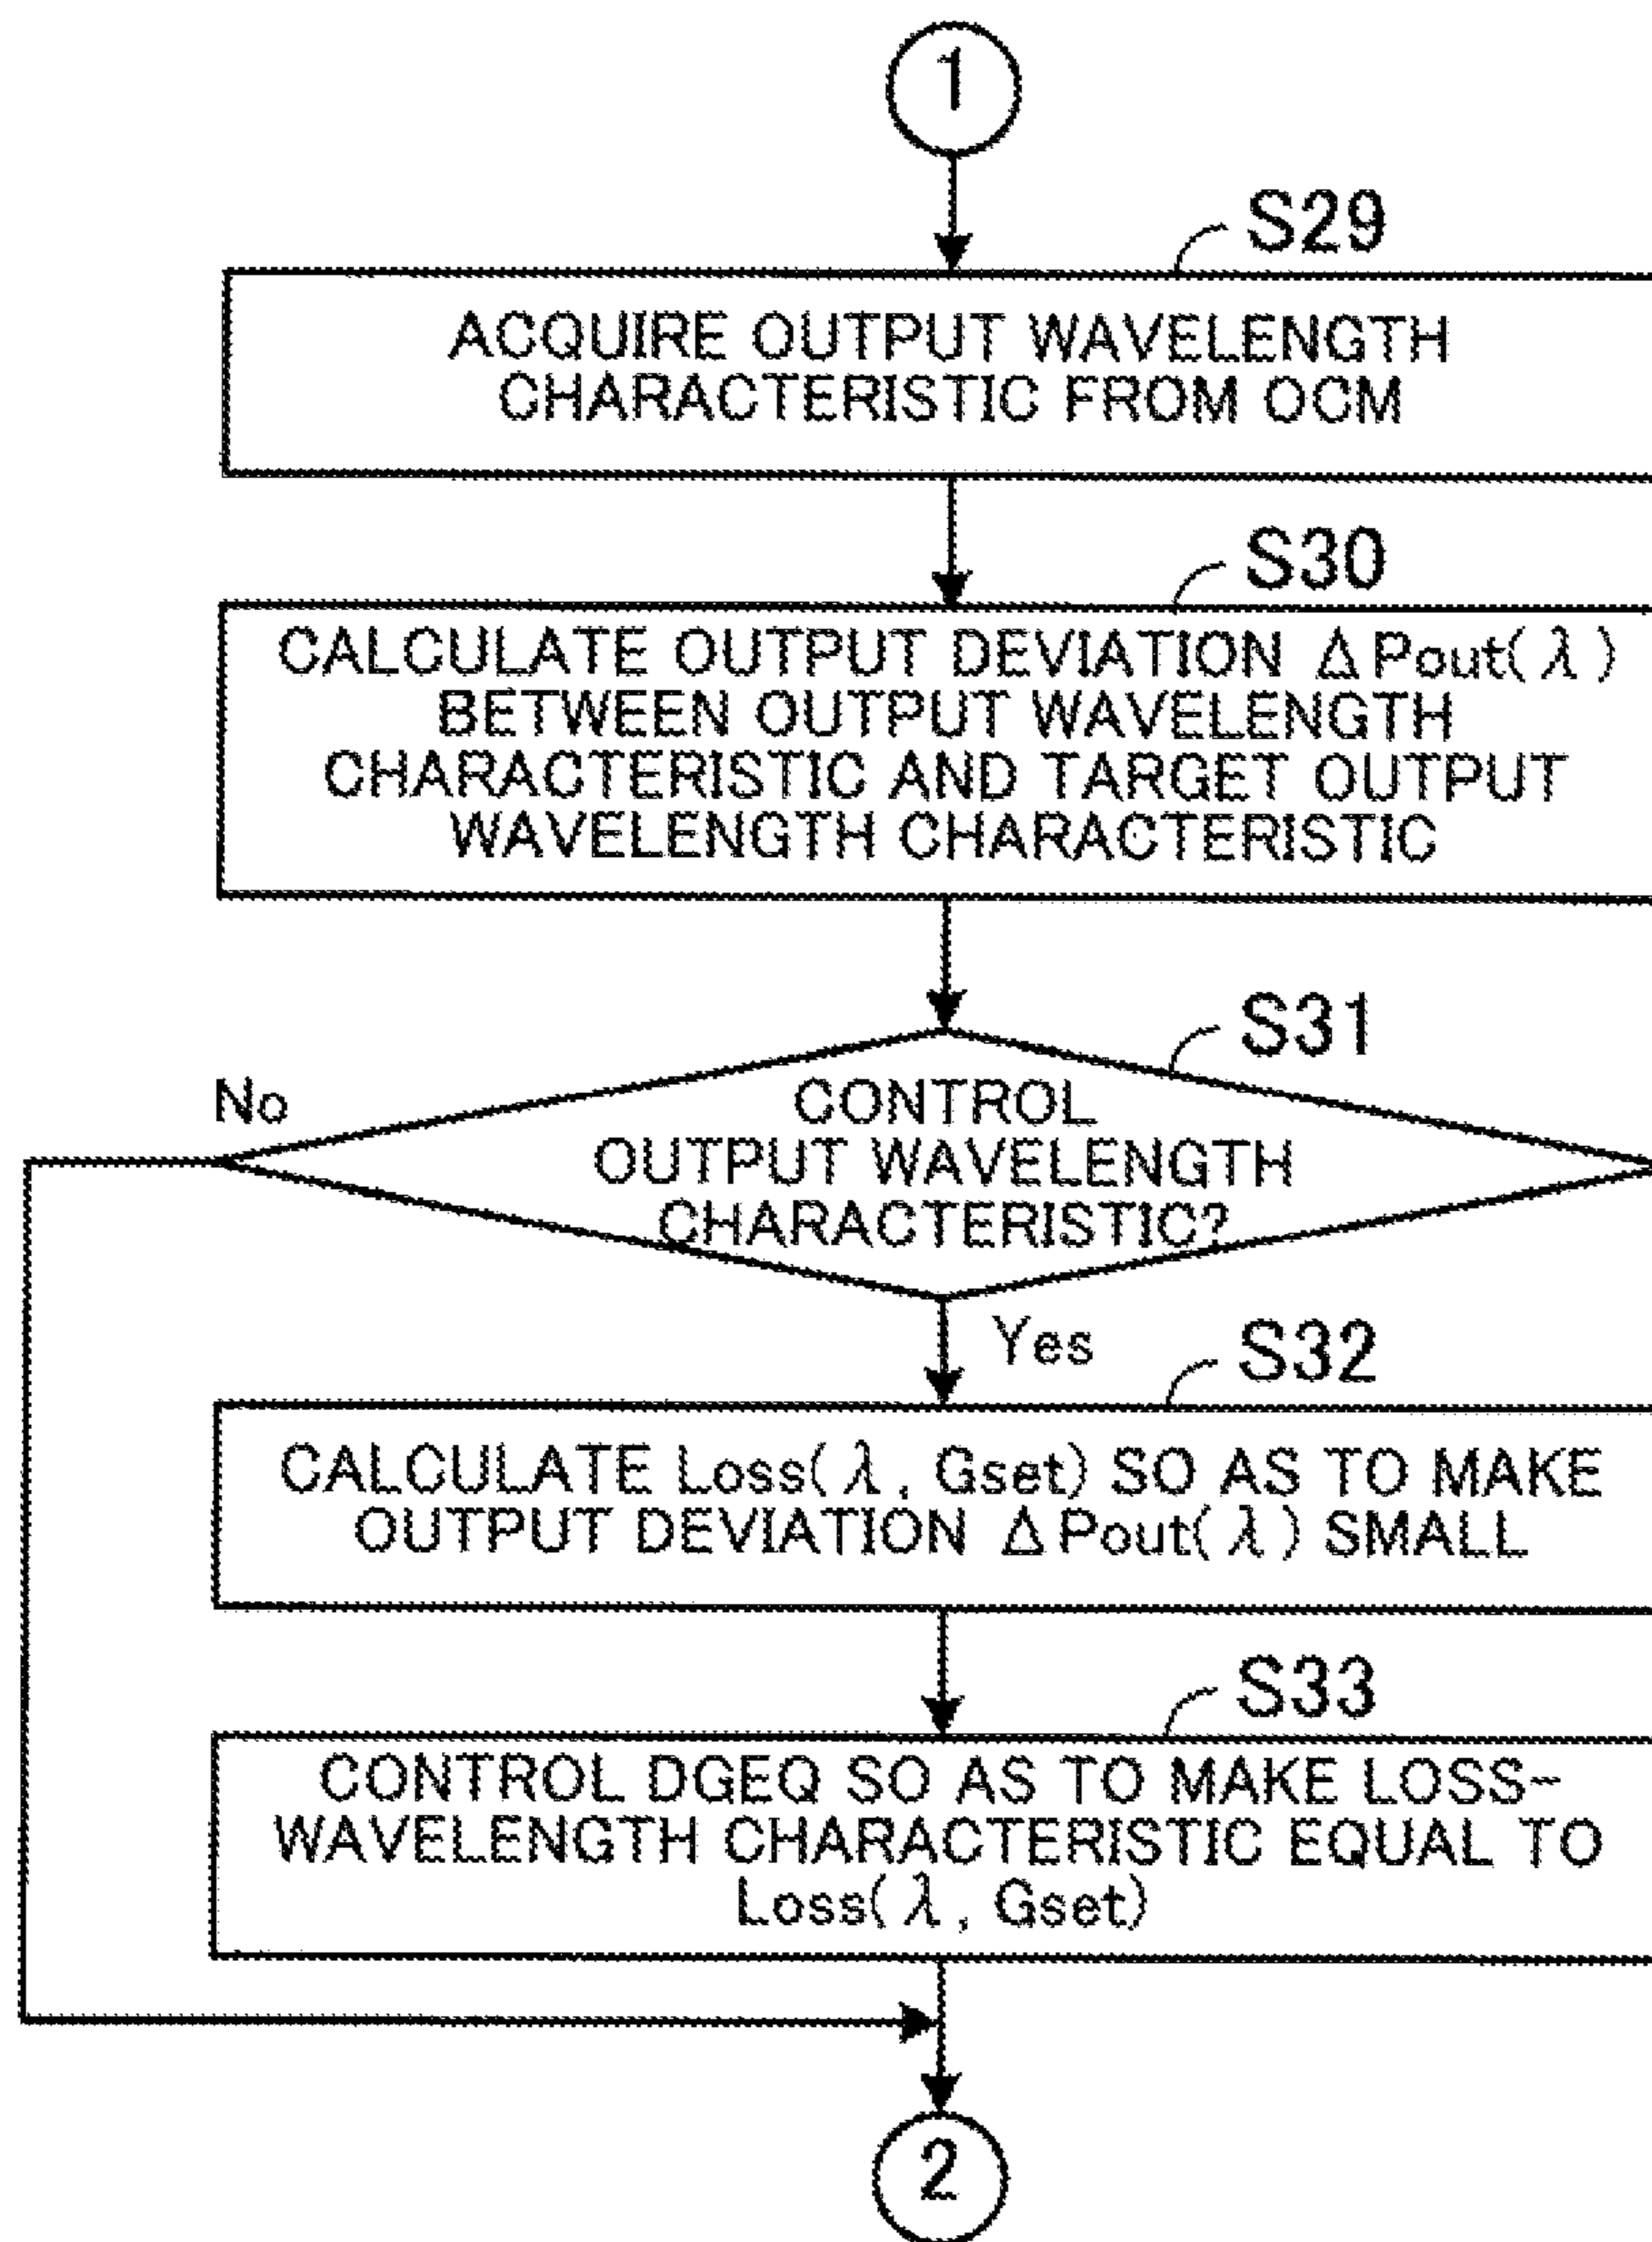 1
S29
ACQUIRE OUTPUT WAVELENGTH
CHARACTERISTIC FROM OCM
S30
CALCULATE OUTPUT DEVIATION ΔPout(λ)
BETWEEN OUTPUT WAVELENGTH
CHARACTERISTIC AND TARGET OUTPUT
WAVELENGTH CHARACTERISTIC
S31
No
CONTROL
OUTPUT WAVELENGTH
CHARACTERISTIC?
Yes
S32
CALCULATE Loss(λ, Gset) SO AS TO MAKE
OUTPUT DEVIATION ΔPout(λ) SMALL
S33
CONTROL DGEQ SO AS TO MAKE LOSS-
WAVELENGTH CHARACTERISTIC EQUAL TO
Loss(λ, Gset)
2